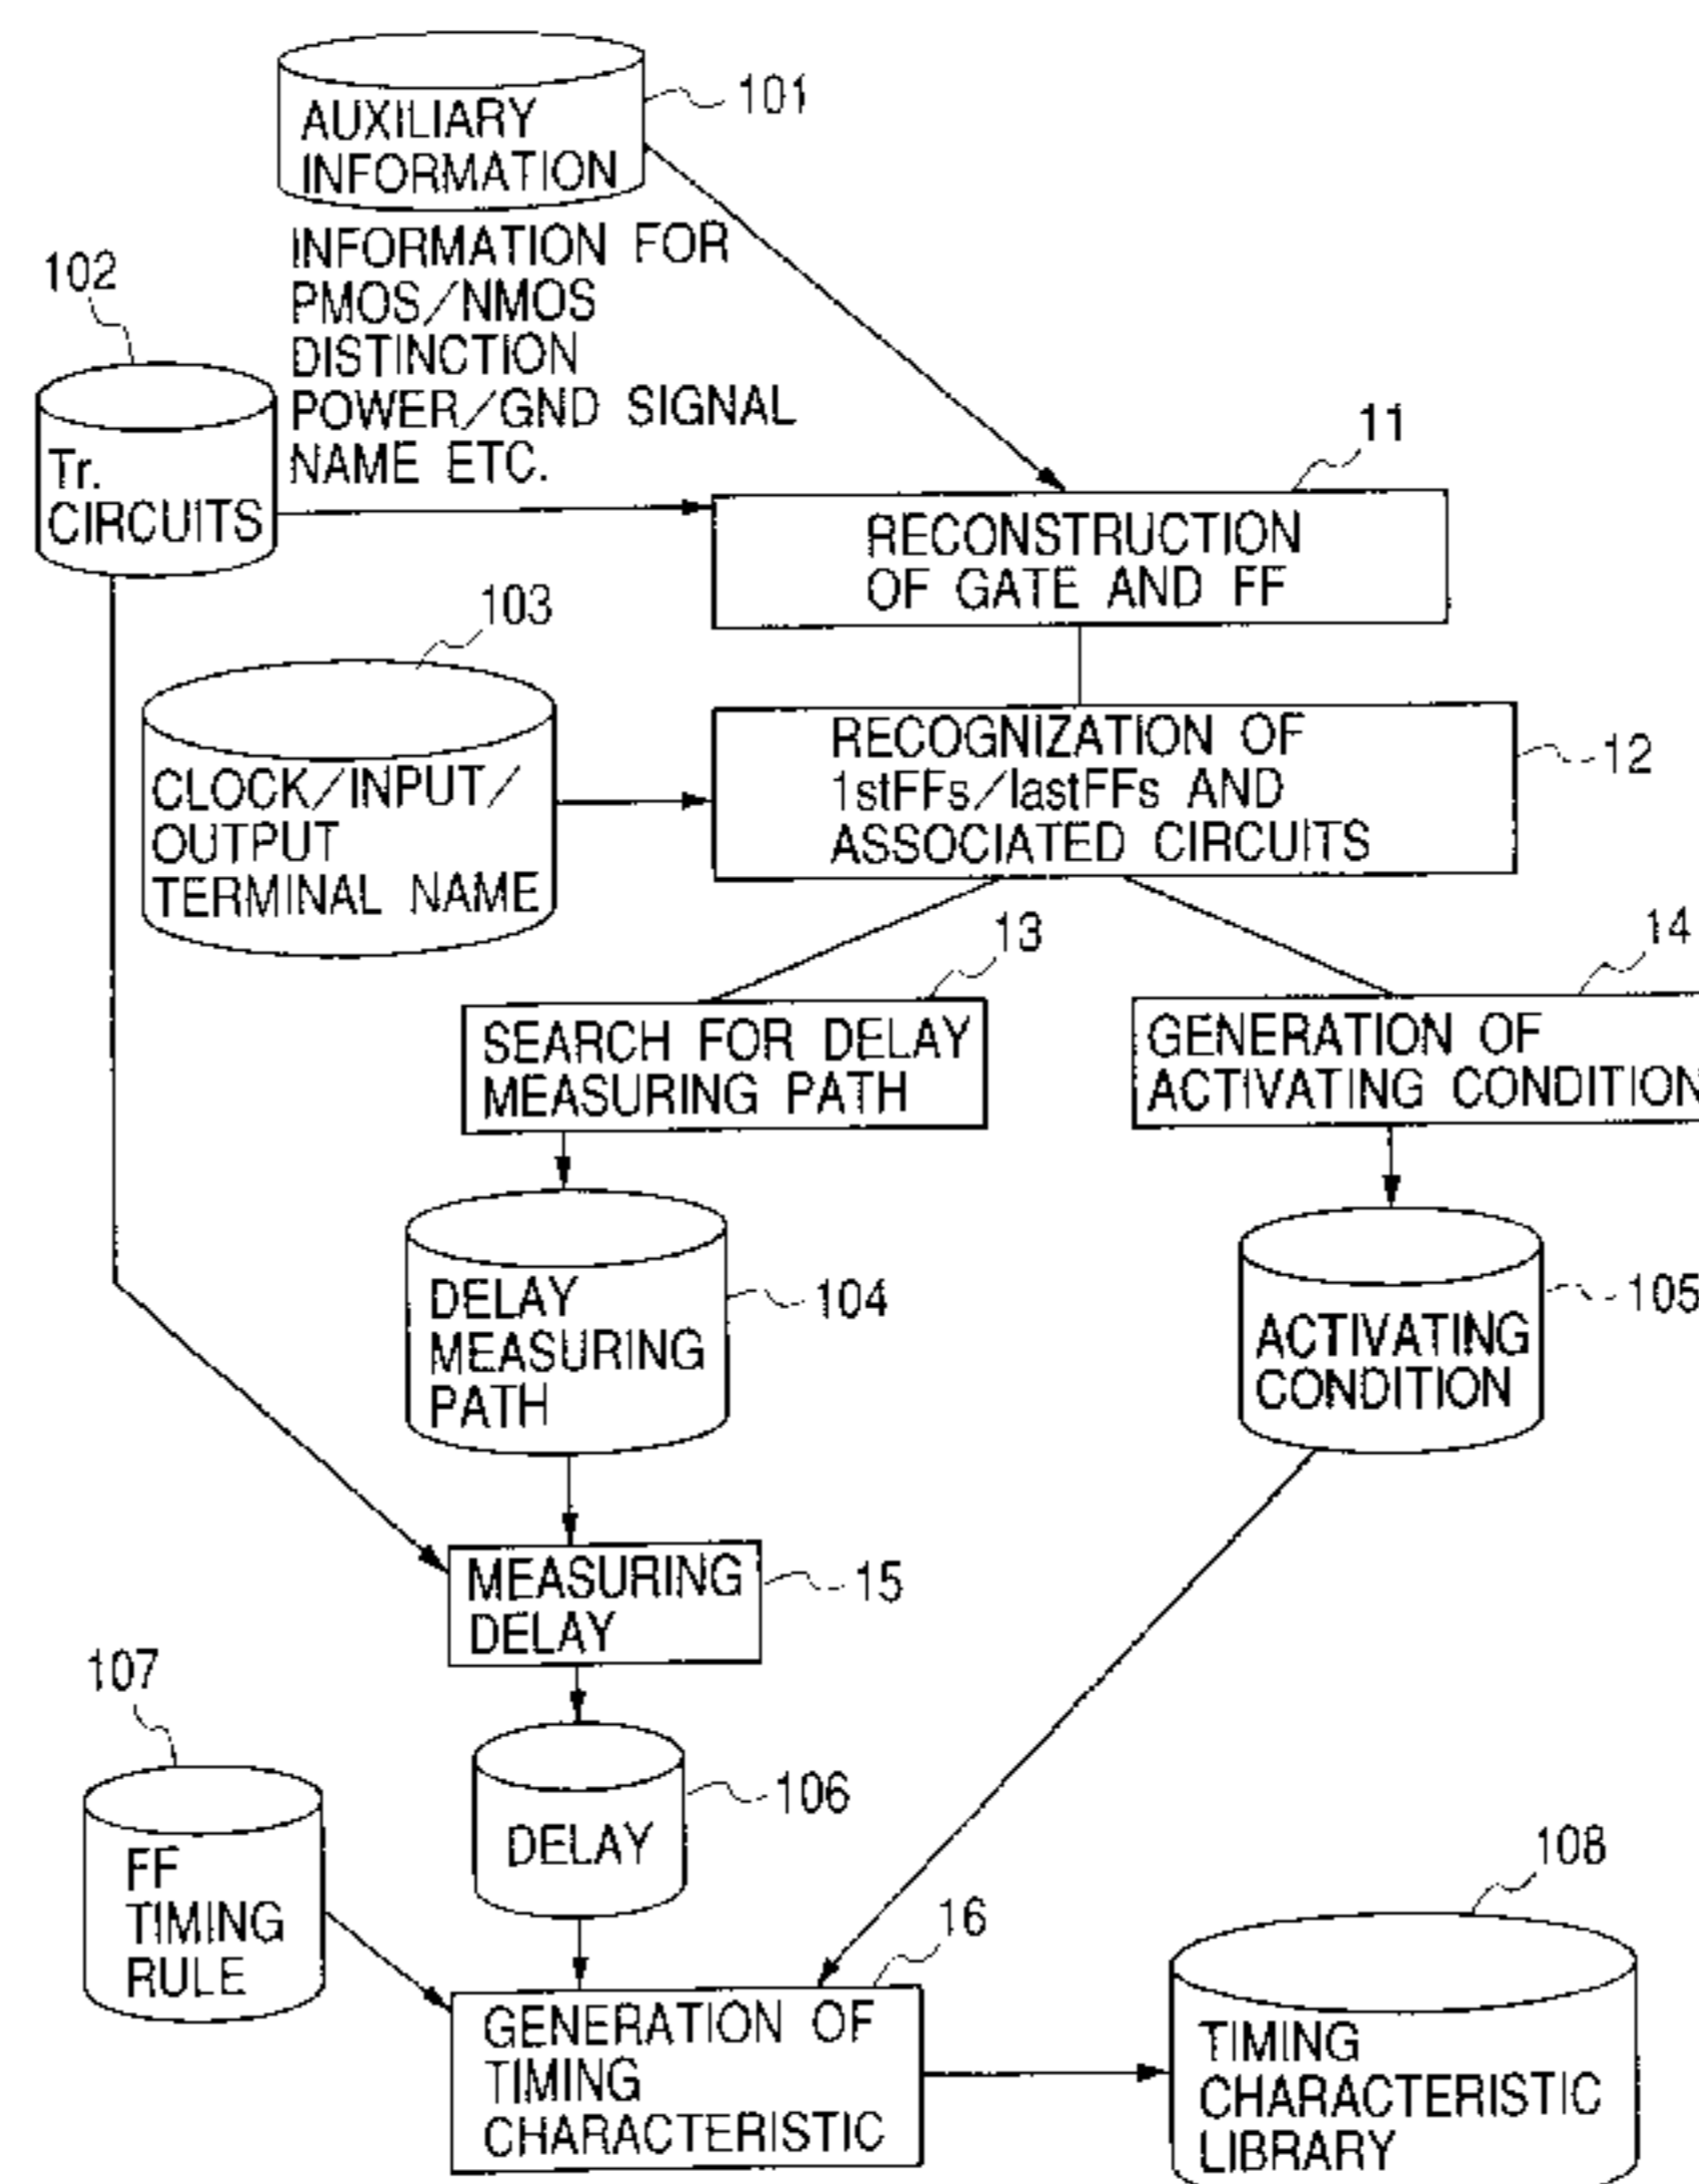 101
AUXILIARY
INFORMATION
INFORMATION FOR
PMOS/NMOS
DISTINCTION
POWER/GND SIGNAL
NAME ETC.
102
Tr.
CIRCUITS
11
RECONSTRUCTION
OF GATE AND FF
103
CLOCK/INPUT/
OUTPUT
TERMINAL NAME
RECOGNIZATION OF
1stFFs/lastFFs AND
ASSOCIATED CIRCUITS
12
13
SEARCH FOR DELAY
MEASURING PATH
14
GENERATION OF
ACTIVATING CONDITION
DELAY
MEASURING
PATH
104
ACTIVATING
CONDITION
105
MEASURING
DELAY
15
107
FF
TIMING
RULE
DELAY
106
16
GENERATION OF
TIMING
CHARACTERISTIC
108
TIMING
CHARACTERISTIC
LIBRARY